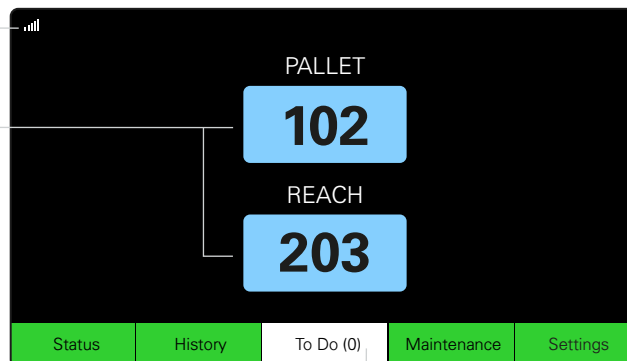 PALLET
102
REACH
203
Status History To Do (0) Maintenance Settings